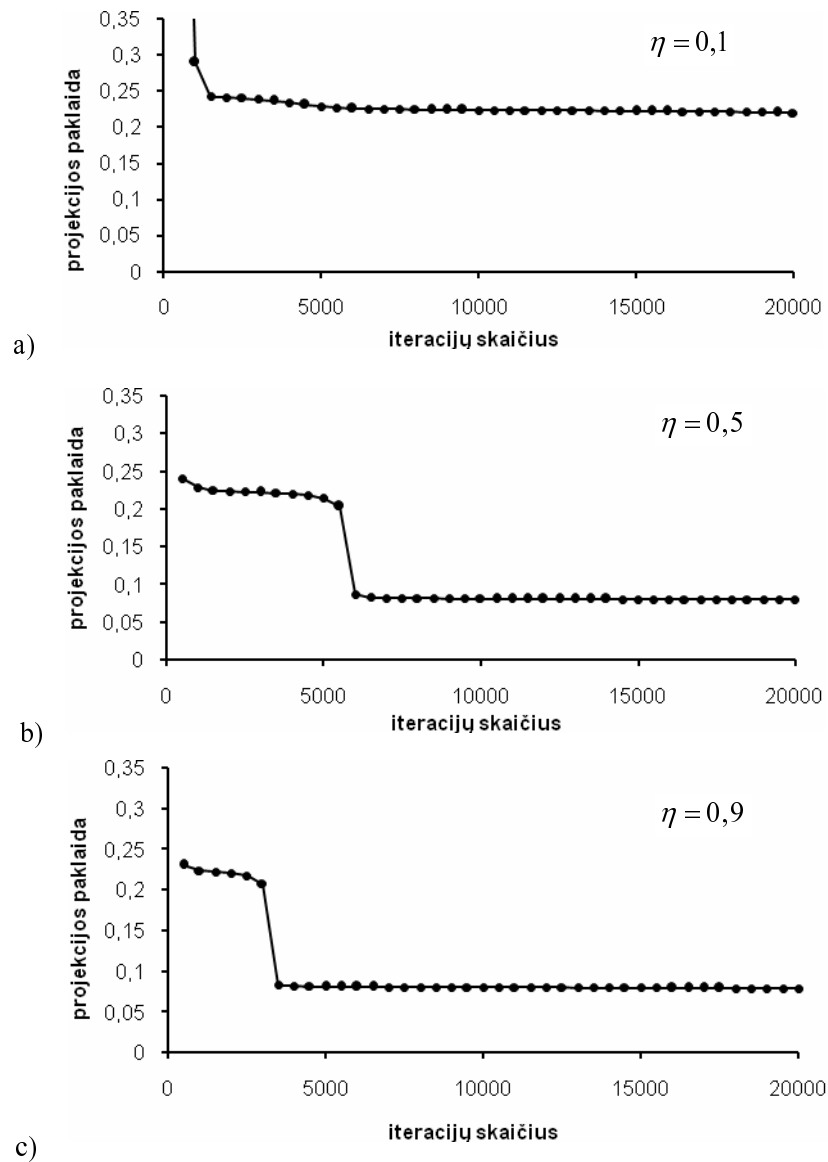 0,35
η = 0,1
0,3
0,25
0,2
0,15
0,1
0,05
0
projekcijos paklaida
0 5000 10000 15000 20000
iteracijų skaičius
a)
0,35
η = 0,5
0,3
0,25
0,2
0,15
0,1
0,05
0
projekcijos paklaida
0 5000 10000 15000 20000
iteracijų skaičius
b)
0,35
η = 0,9
0,3
0,25
0,2
0,15
0,1
0,05
0
projekcijos paklaida
0 5000 10000 15000 20000
iteracijų skaičius
c)